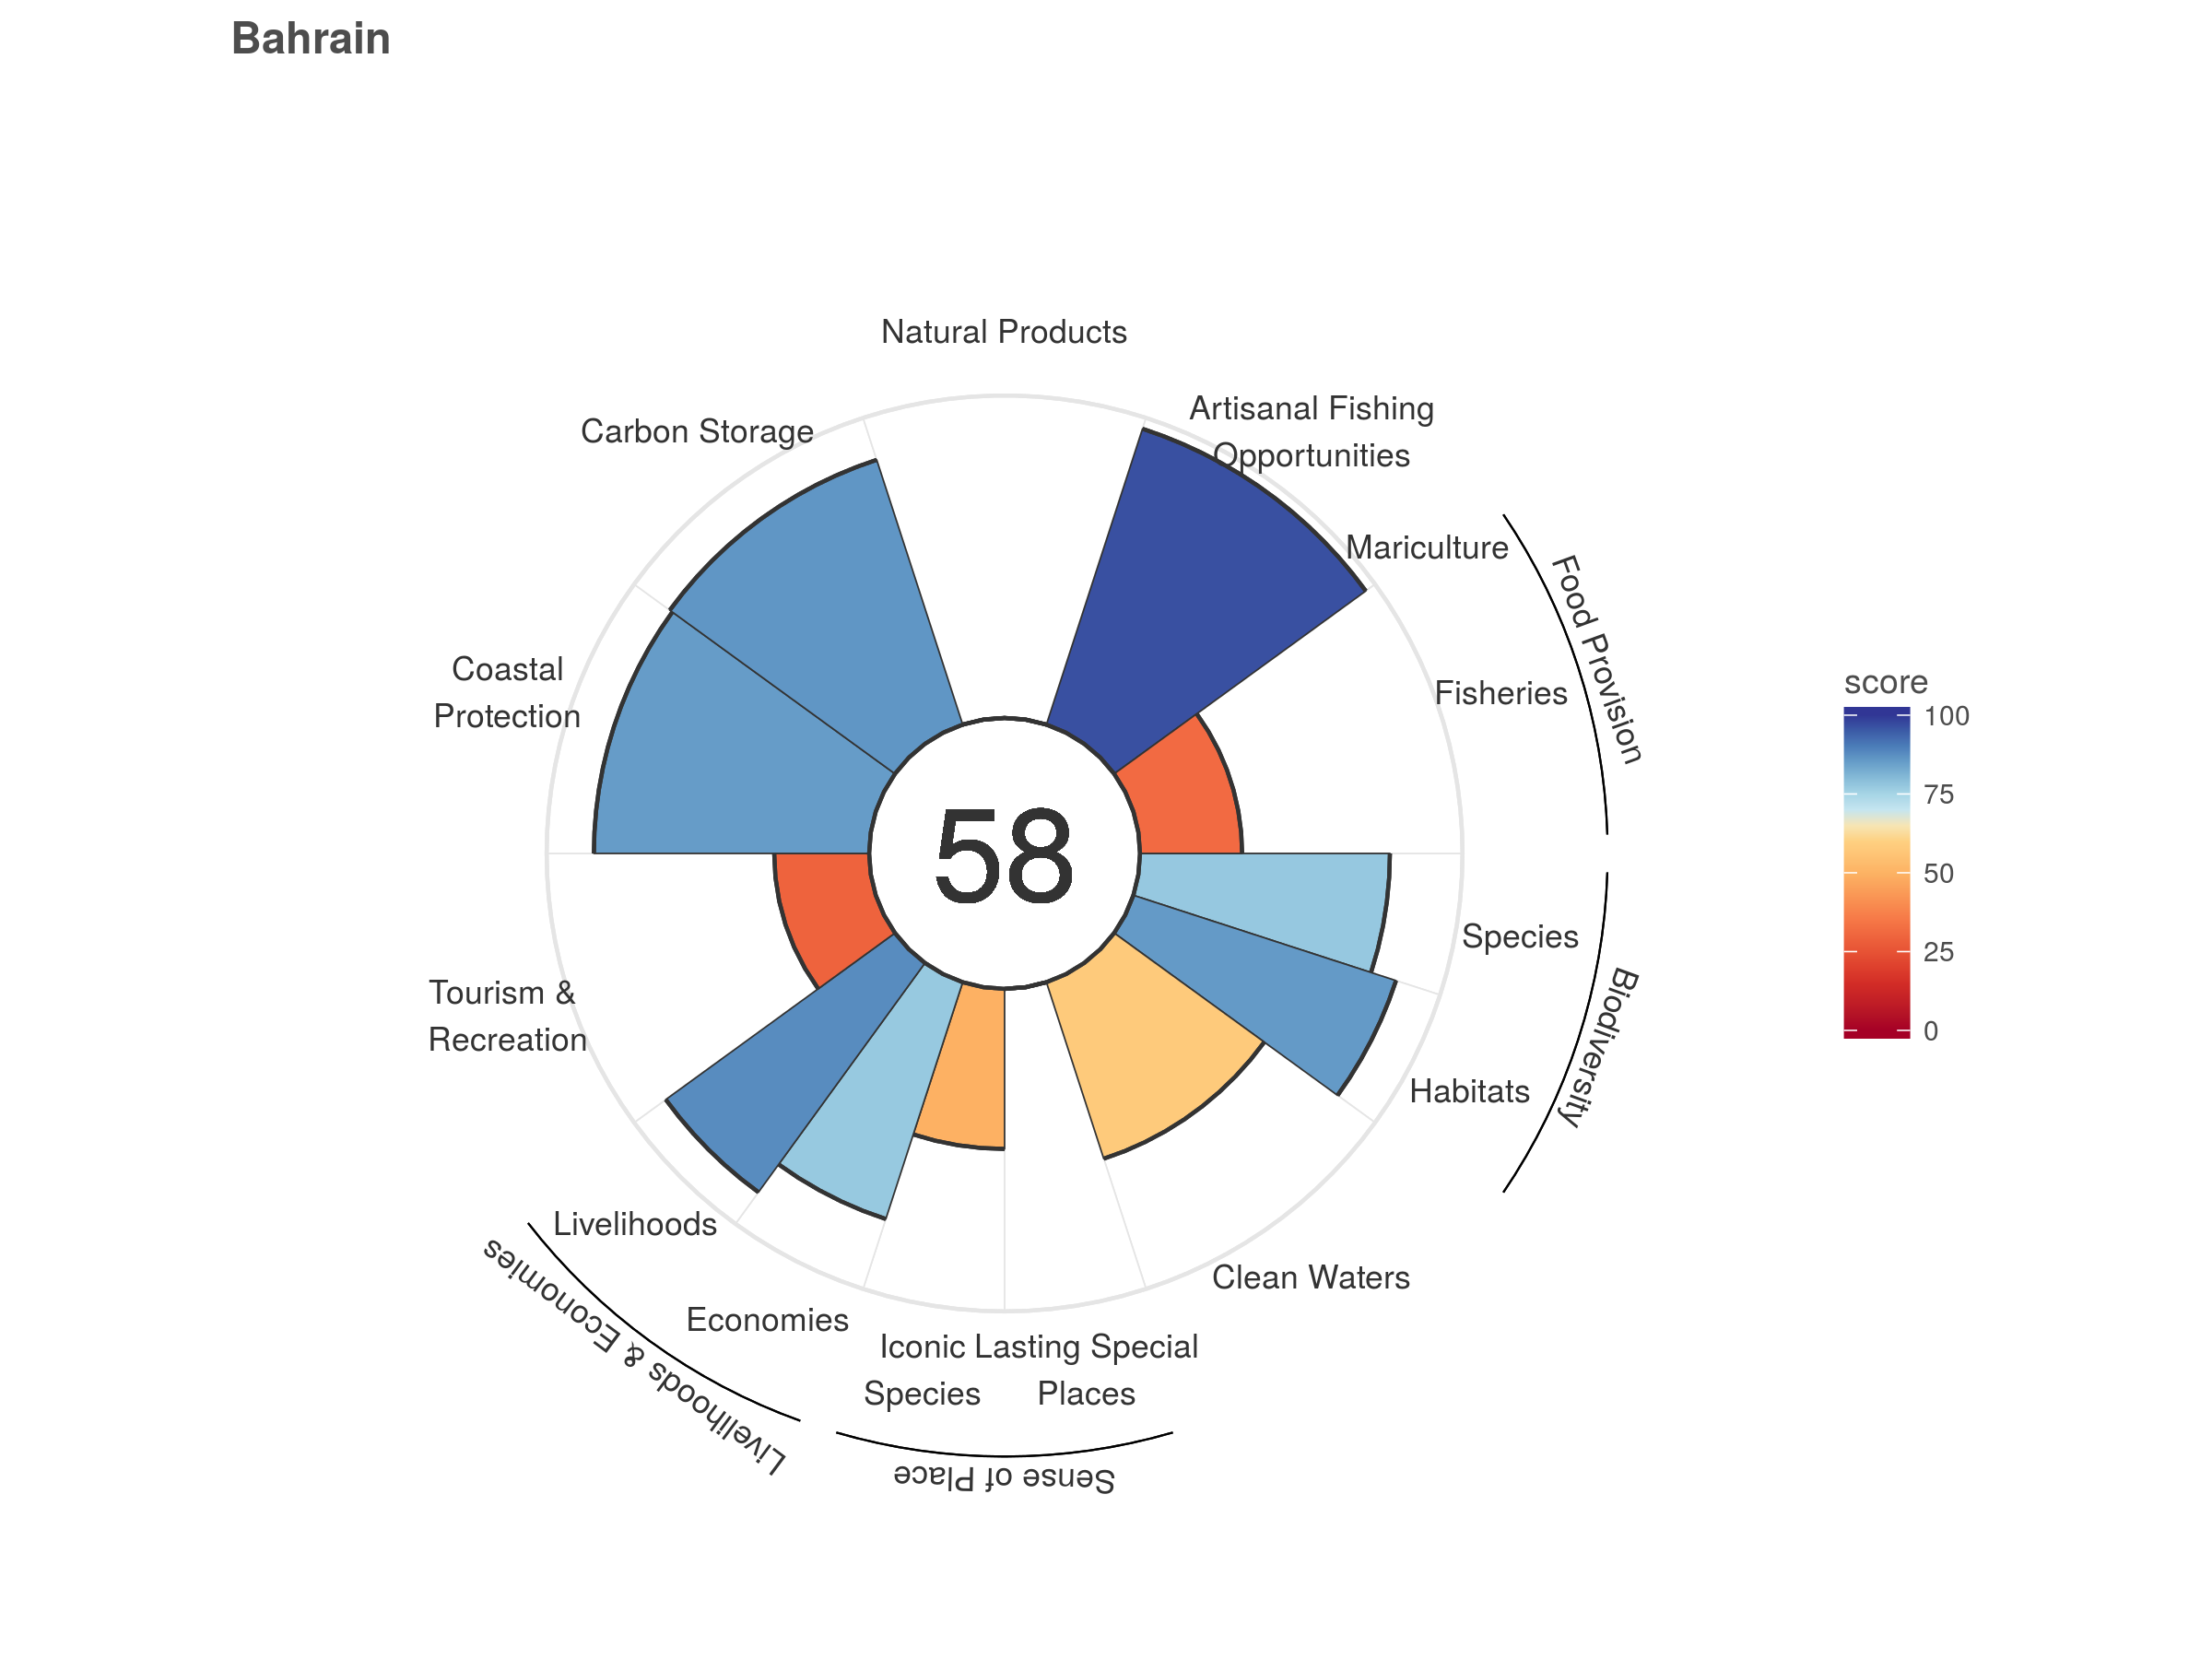 Bahrain
Natural Products
Artisanal Fishing
Opportunities
Carbon Storage
Mariculture
Food Provision
Fisheries
Coastal
Protection
score
100
75
50
25
0
58
Species
Biodiversity
Tourism &
Recreation
Habitats
Livelihoods
Clean Waters
Livelihoods & Economies
Economies
Iconic
Species
Lasting Special
Places
Sense of Place